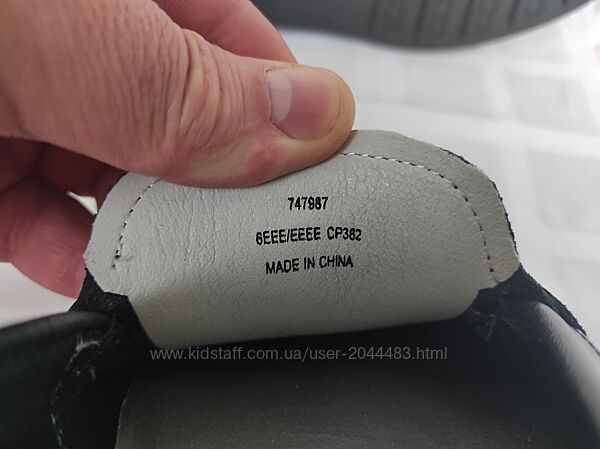 747987
6EEE/EEEE CP362
MADE IN CHINA
www.kidstaff.com.ua/user-2044483.html